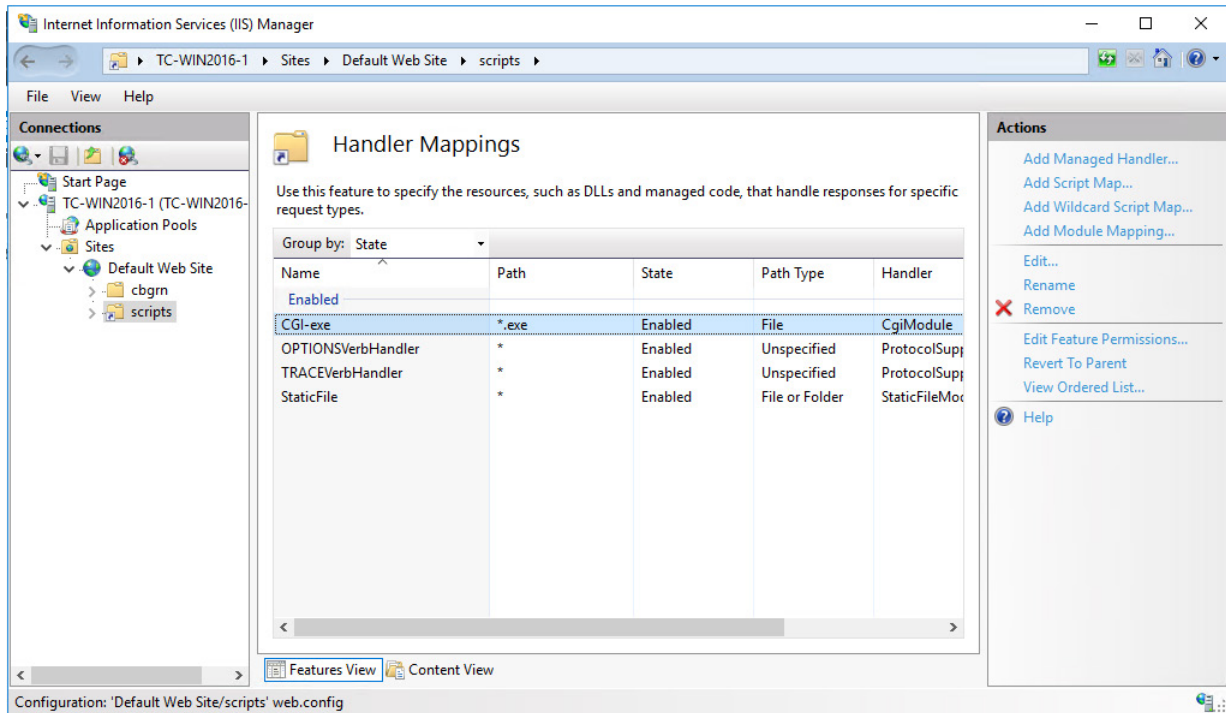 Internet Information Services (IIS) Manager
TC-WIN2016-1 Sites Default Web Site scripts
File View Help
Connections
Start Page
TC-WIN2016-1 (TC-WIN2016-
Application Pools
Sites
Default Web Site
cbgrn
scripts
Handler Mappings
Use this feature to specify the resources, such as DLLs and managed code, that handle responses for specific
request types.
Group by: State
Name Path State Path Type Handler
Enabled
CGI-exe *.exe Enabled File CgiModule
OPTIONSVerbHandler * Enabled Unspecified ProtocolSupp
TRACEVerbHandler * Enabled Unspecified ProtocolSupp
StaticFile * Enabled File or Folder StaticFileMod
Features View Content View
Actions
Add Managed Handler...
Add Script Map...
Add Wildcard Script Map...
Add Module Mapping...
Edit...
Rename
Remove
Edit Feature Permissions...
Revert To Parent
View Ordered List...
Help
Configuration: 'Default Web Site/scripts' web.config